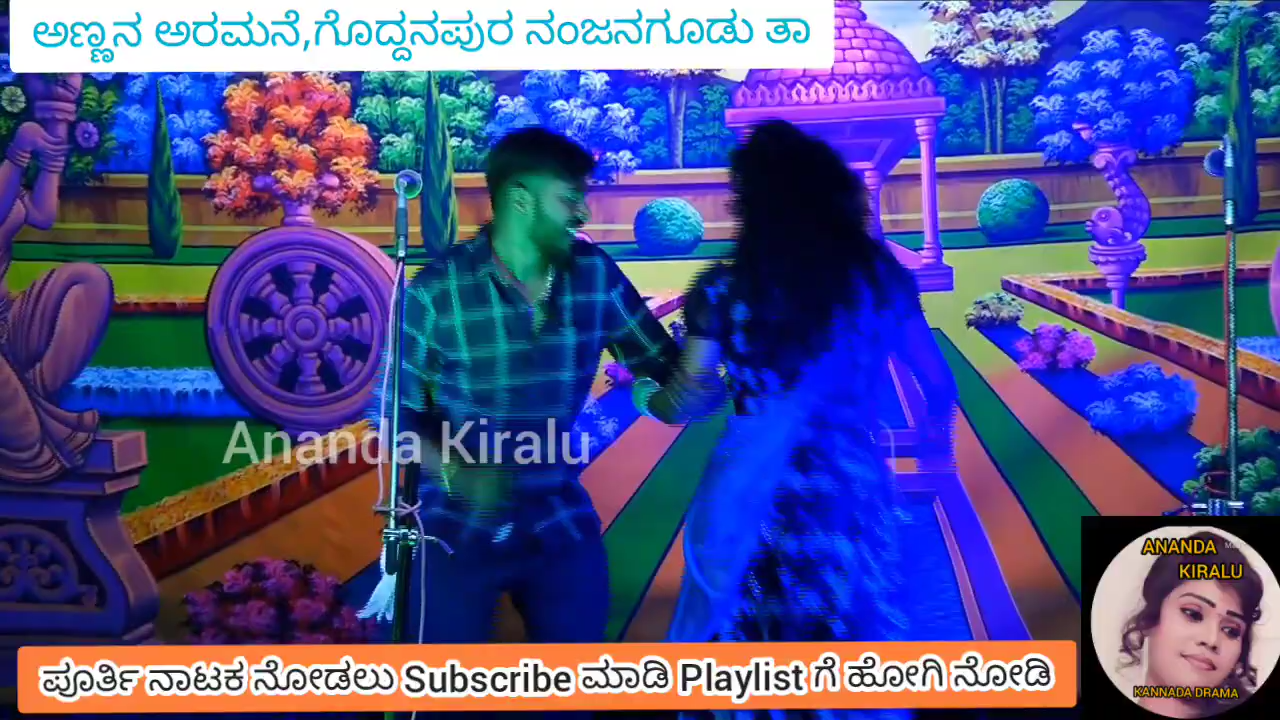 ಅಣ್ಣನ ಅರಮನೆ,ಗೊದ್ದನಪುರ ನಂಜನಗೂಡು ತಾ
Ananda Kiralu
ANANDA
KIRALU
KANNADA DRAMA
ಪೂರ್ತಿ ನಾಟಕ ನೋಡಲು Subscribe ಮಾಡಿ Playlist ಗೆ ಹೋಗಿ ನೋಡಿ